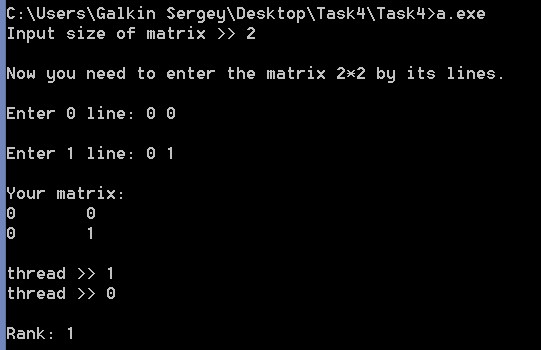 C:\Users\Galkin Sergey\Desktop\Task4\Task4>a.exe
Input size of matrix >> 2
Now you need to enter the matrix 2*2 by its lines.
Enter 0 line: 0 0
Enter 1 line: 0 1
Your matrix:
0 0
0 1
thread >> 1
thread >> 0
Rank: 1